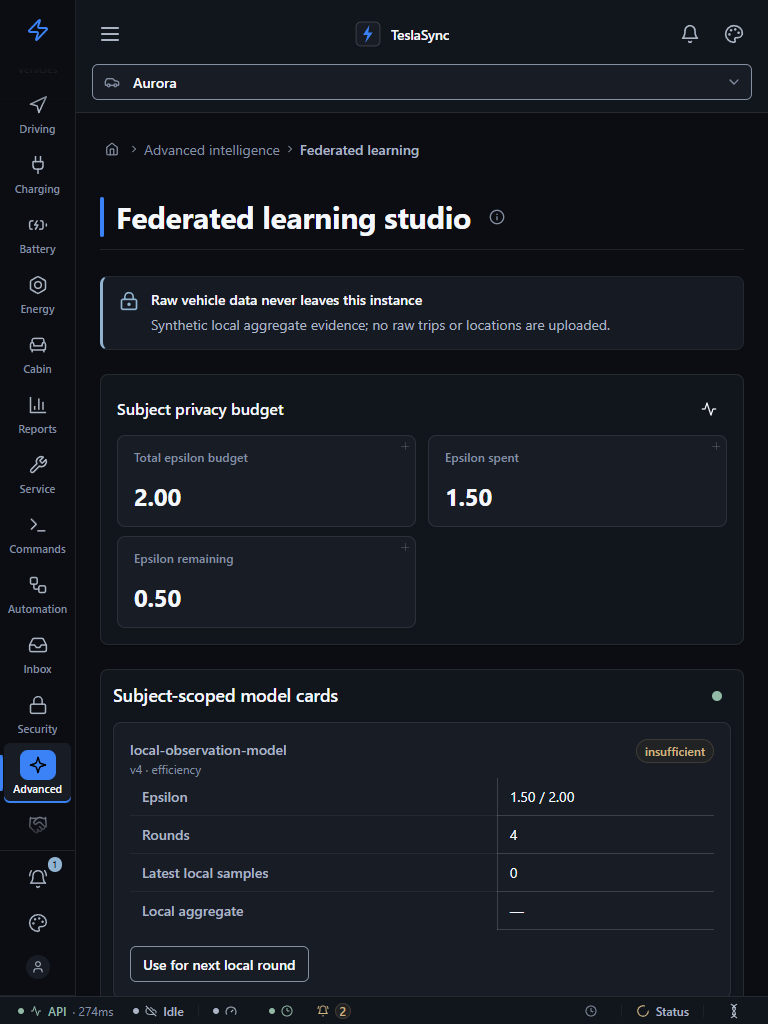 TeslaSync
Aurora
Driving
Charging
Battery
Energy
Cabin
Reports
Service
Commands
Automation
Inbox
Security
Advanced
1
Advanced intelligence
Federated learning
Federated learning studio
Raw vehicle data never leaves this instance
Synthetic local aggregate evidence; no raw trips or locations are uploaded.
Subject privacy budget
Total epsilon budget
2.00
Epsilon spent
1.50
Epsilon remaining
0.50
Subject-scoped model cards
local-observation-model
insufficient
v4 · efficiency
Epsilon 1.50 / 2.00
Rounds 4
Latest local samples 0
Local aggregate —
Use for next local round
API · 274ms
Idle
2
Status